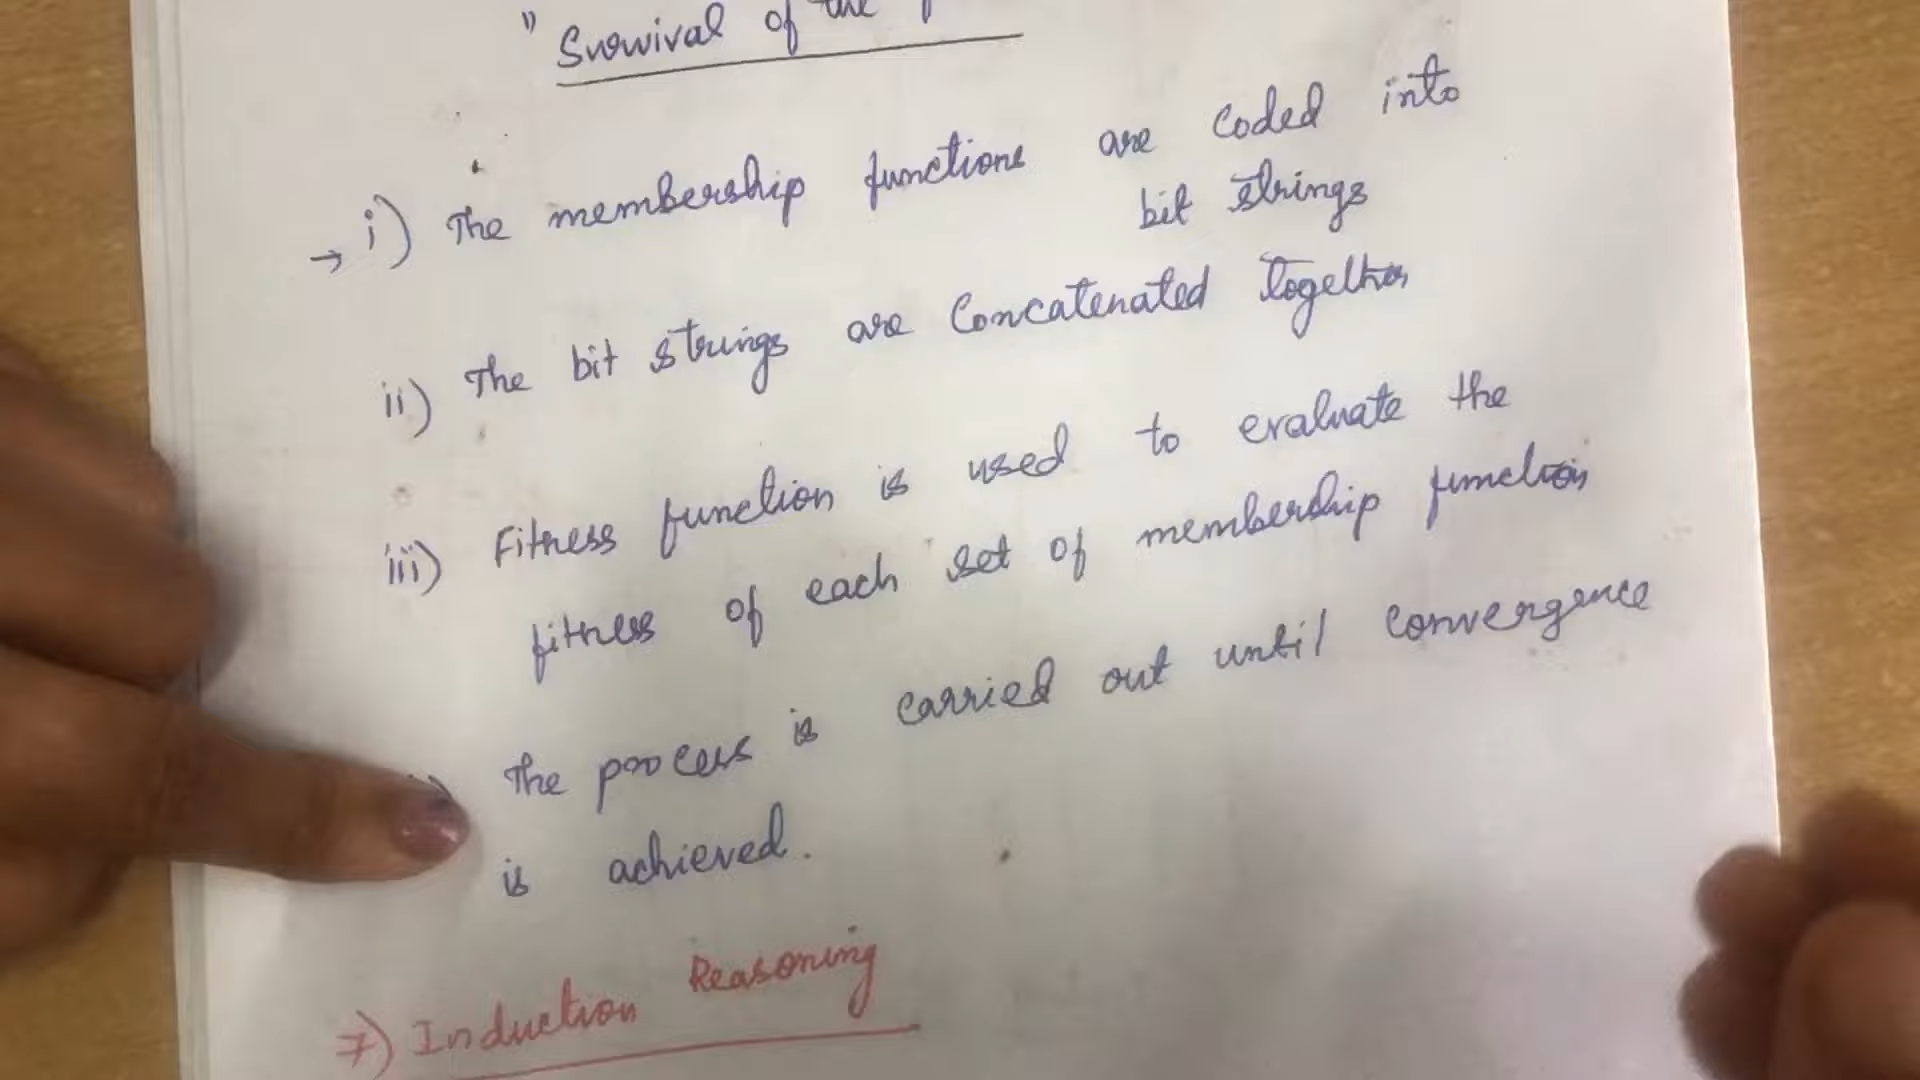 " Survival of the
→ i) The membership functions are coded into
bit strings
ii) The bit strings are Concatenated together
iii) Fitness function is used to evaluate the
fitness of each set of membership function
The process is carried out until convergence
is achieved.
7) Induction Reasoning